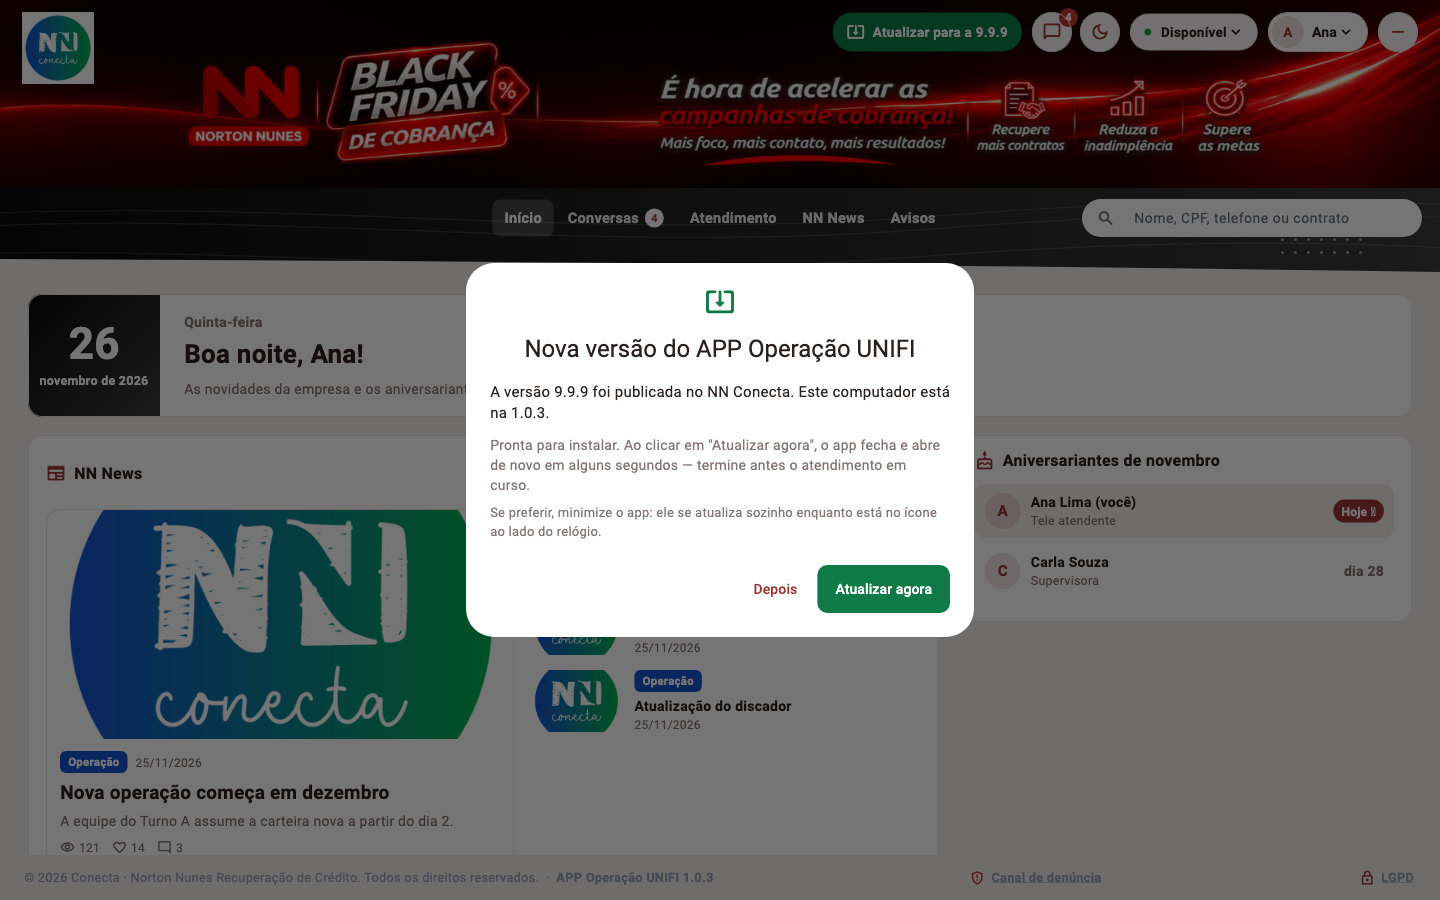 NN
conecta
NN
NORTON NUNES
BLACK
FRIDAY
%
DE COBRANÇA
É hora de acelerar as
campanhas de cobrança!
Mais foco, mais contato, mais resultados!
Recupere
mais contratos
Reduza a
inadimplência
Supere
as metas
Atualizar para a 9.9.9
4
Disponível
A
Ana
Início
Conversas 4
Atendimento
NN News
Avisos
Nome, CPF, telefone ou contrato
26
novembro de 2026
Quinta-feira
Boa noite, Ana!
As novidades da empresa e os aniversariant
Nova versão do APP Operação UNIFI
A versão 9.9.9 foi publicada no NN Conecta. Este computador está
na 1.0.3.
Pronta para instalar. Ao clicar em "Atualizar agora", o app fecha e abre
de novo em alguns segundos — termine antes o atendimento em
curso.
Se preferir, minimize o app: ele se atualiza sozinho enquanto está no ícone
ao lado do relógio.
Depois
Atualizar agora
NN News
NN
conecta
Operação
25/11/2026
Nova operação começa em dezembro
A equipe do Turno A assume a carteira nova a partir do dia 2.
121
14
3
conecta
25/11/2026
NN
conecta
Operação
Atualização do discador
25/11/2026
Aniversariantes de novembro
A
Ana Lima (você)
Tele atendente
Hoje
C
Carla Souza
Supervisora
dia 28
© 2026 Conecta · Norton Nunes Recuperação de Crédito. Todos os direitos reservados. · APP Operação UNIFI 1.0.3
Canal de denúncia
LGPD